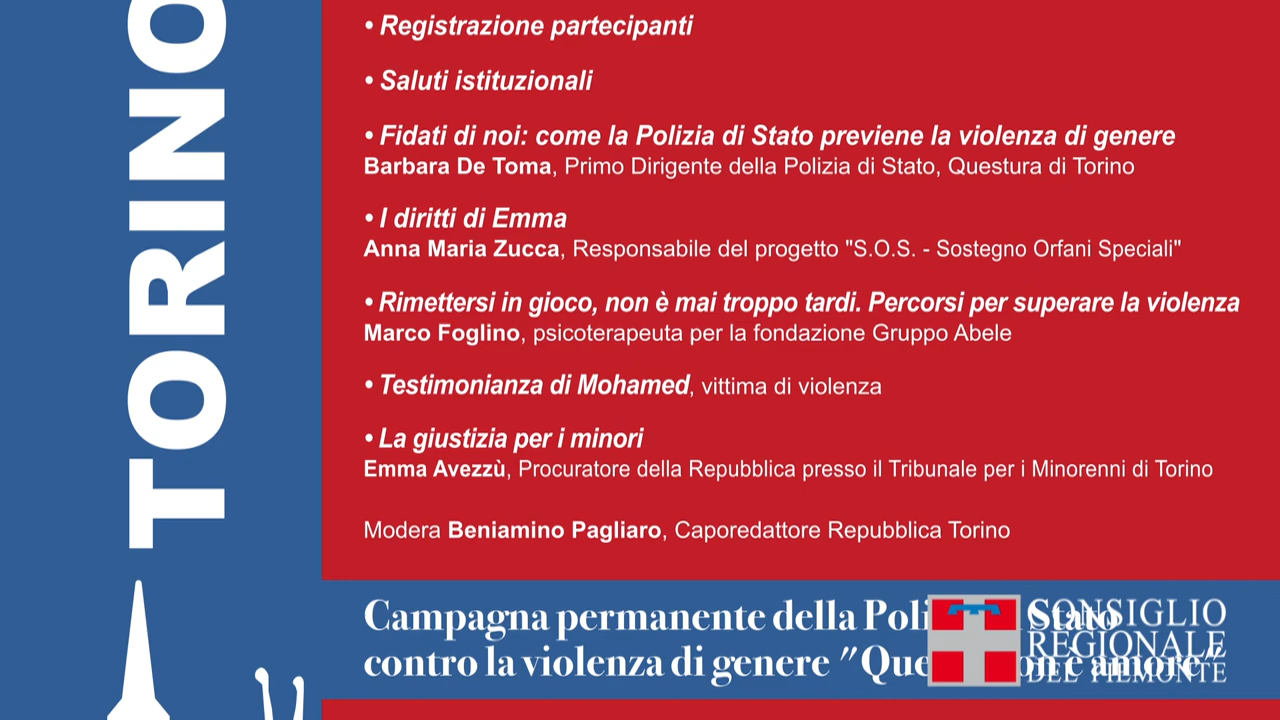 TORINO
• Registrazione partecipanti
• Saluti istituzionali
• Fidati di noi: come la Polizia di Stato previene la violenza di genere
Barbara De Toma, Primo Dirigente della Polizia di Stato, Questura di Torino
• I diritti di Emma
Anna Maria Zucca, Responsabile del progetto "S.O.S. - Sostegno Orfani Speciali"
• Rimettersi in gioco, non è mai troppo tardi. Percorsi per superare la violenza
Marco Foglino, psicoterapeuta per la fondazione Gruppo Abele
• Testimonianza di Mohamed, vittima di violenza
• La giustizia per i minori
Emma Avezzù, Procuratore della Repubblica presso il Tribunale per i Minorenni di Torino
Modera Beniamino Pagliaro, Caporedattore Repubblica Torino
Campagna permanente della Stato
contro la violenza di genere è amore"
CONSIGLIO
REGIONALE
DEL PIEMONTE